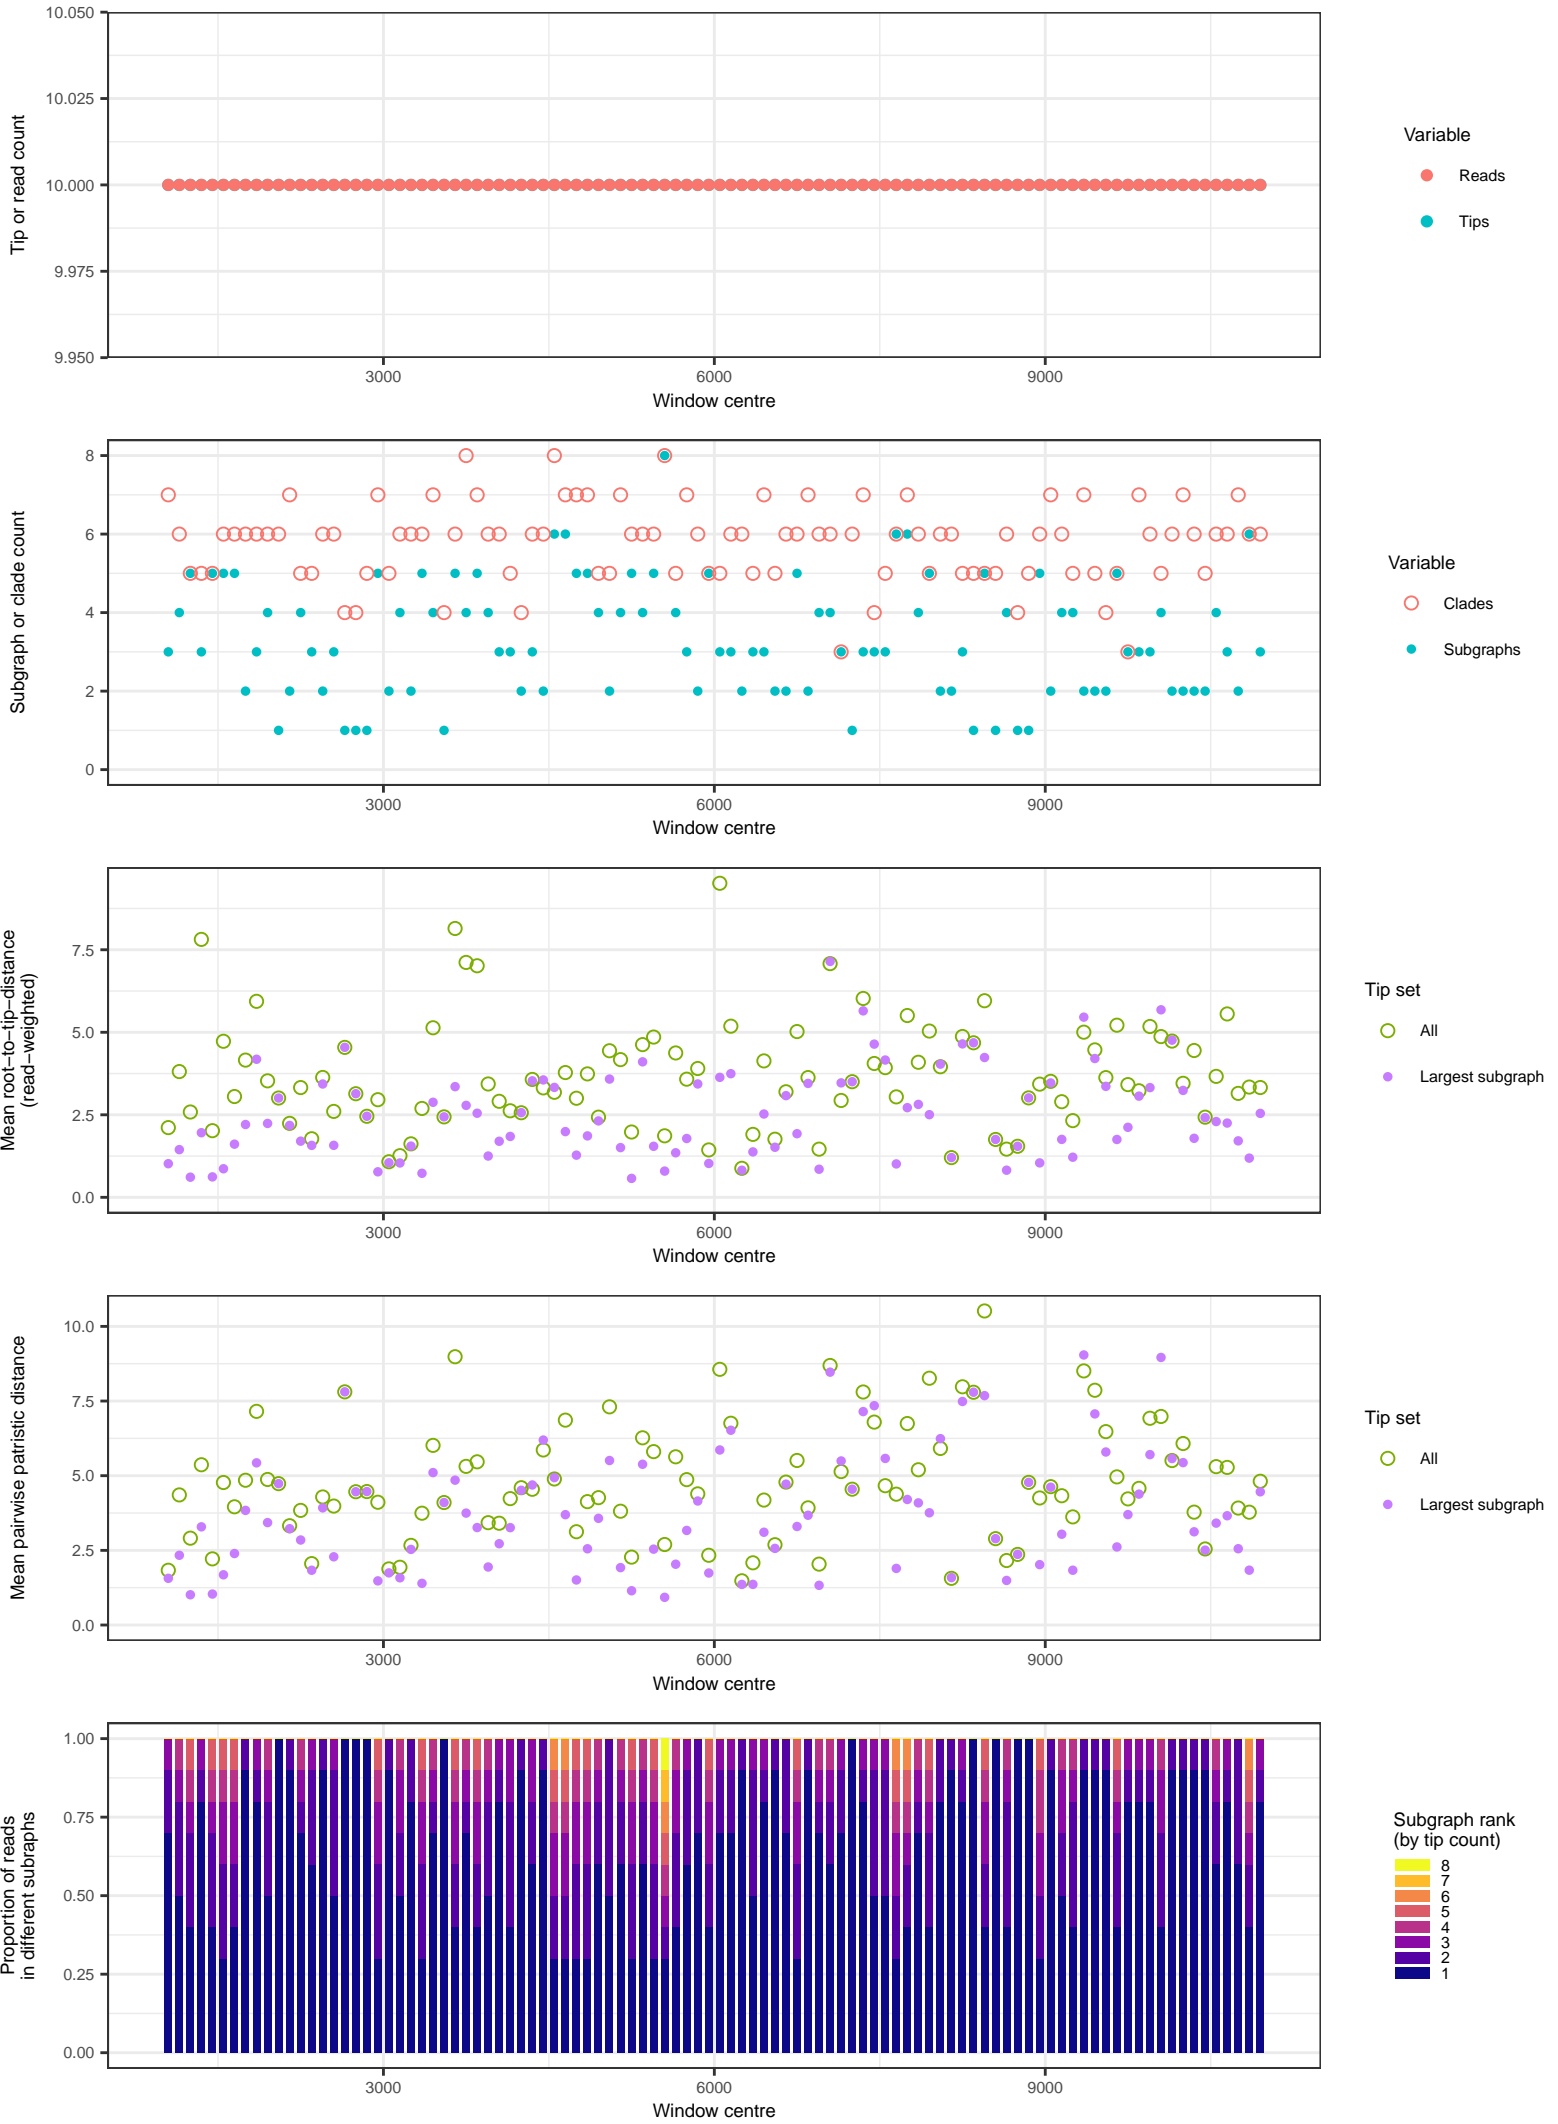 10.050
10.025
10.000
9.975
9.950
Tip or read count
3000
6000
9000
Window centre
Variable
Reads
Tips
8
6
4
2
0
Subgraph or clade count
3000
6000
9000
Window centre
Variable
Clades
Subgraphs
7.5
5.0
2.5
0.0
Mean root−to−tip−distance
(read−weighted)
3000
6000
9000
Window centre
Tip set
All
Largest subgraph
10.0
7.5
5.0
2.5
0.0
Mean pairwise patristic distance
3000
6000
9000
Window centre
Tip set
All
Largest subgraph
1.00
0.75
0.50
0.25
0.00
Proportion of reads
in different subraphs
3000
6000
9000
Window centre
Subgraph rank
(by tip count)
8
7
6
5
4
3
2
1